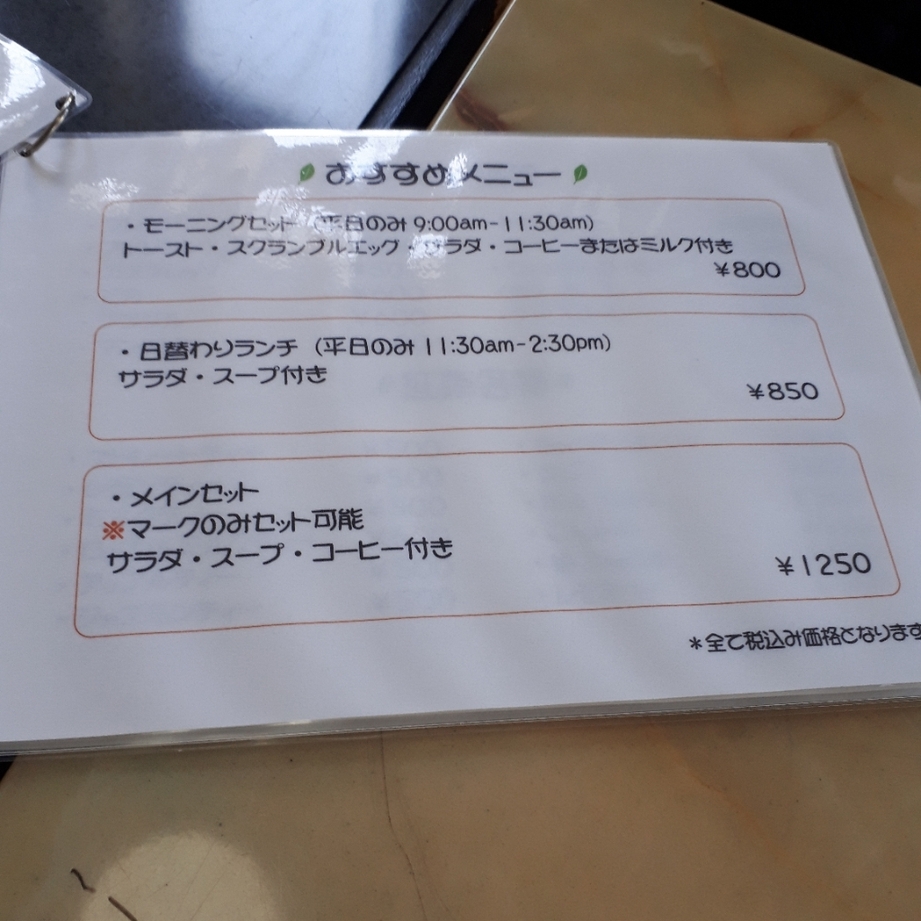 おすすめメニュー
・モーニングセット（平日のみ 9:00am-11:30am）
トースト・スクランブルエッグ・サラダ・コーヒーまたはミルク付き
¥800
・日替わりランチ（平日のみ 11:30am-2:30pm）
サラダ・スープ付き
¥850
・メインセット
※マークのみセット可能
サラダ・スープ・コーヒー付き
¥1250
＊全て税込み価格となります